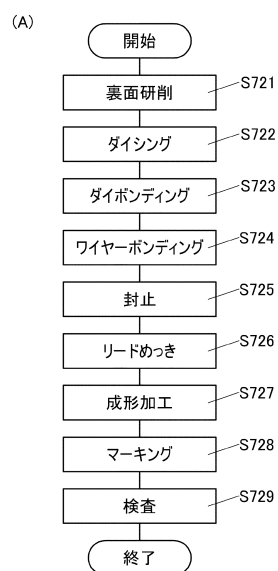 (A)
開始
裏面研削
S721
ダイシング
S722
ダイボンディング
S723
ワイヤーボンディング
S724
封止
S725
リードめっき
S726
成形加工
S727
マーキング
S728
検査
S729
終了